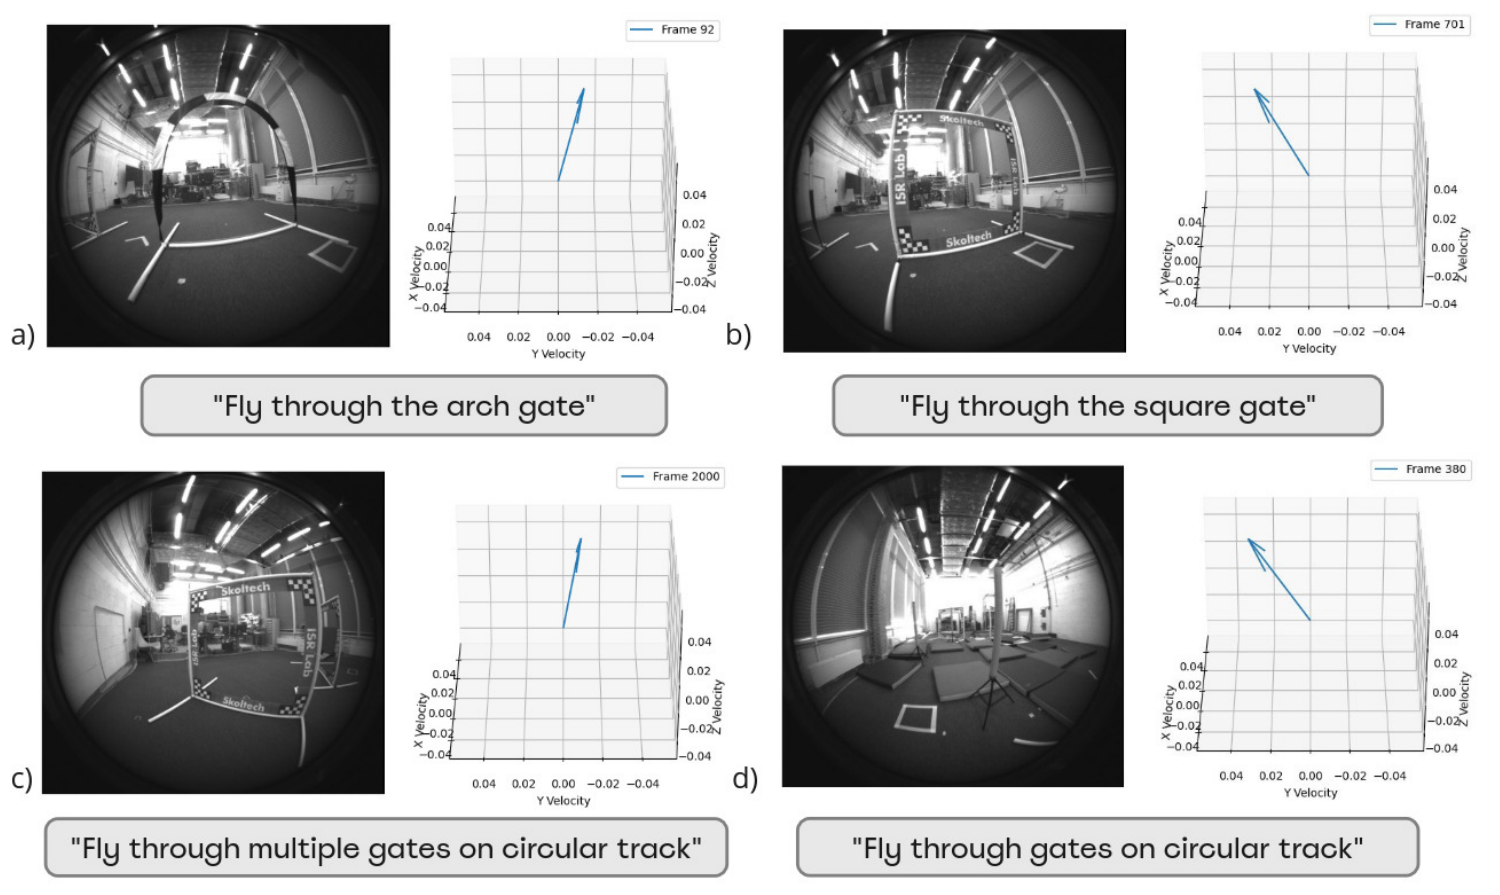 Frame 92
Frame 701
Skoltech
ISR Lab
ISR Lab
Skoltech
0.04
0.02
0.00
−0.02
−0.04
X Velocity
0.04
0.02
0.00
−0.02
−0.04
Z Velocity
0.04 0.02 0.00 −0.02 −0.04
Y Velocity
0.04
0.02
0.00
−0.02
−0.04
X Velocity
0.04
0.02
0.00
−0.02
−0.04
Z Velocity
0.04 0.02 0.00 −0.02 −0.04
Y Velocity
a)
b)
"Fly through the arch gate"
"Fly through the square gate"
Frame 2000
Frame 380
Skoltech
ISR Lab
ISR Lab
Skoltech
0.04
0.02
0.00
−0.02
−0.04
X Velocity
0.04
0.02
0.00
−0.02
−0.04
Z Velocity
0.04 0.02 0.00 −0.02 −0.04
Y Velocity
0.04
0.02
0.00
−0.02
−0.04
X Velocity
0.04
0.02
0.00
−0.02
−0.04
Z Velocity
0.04 0.02 0.00 −0.02 −0.04
Y Velocity
c)
d)
"Fly through multiple gates on circular track"
"Fly through gates on circular track"